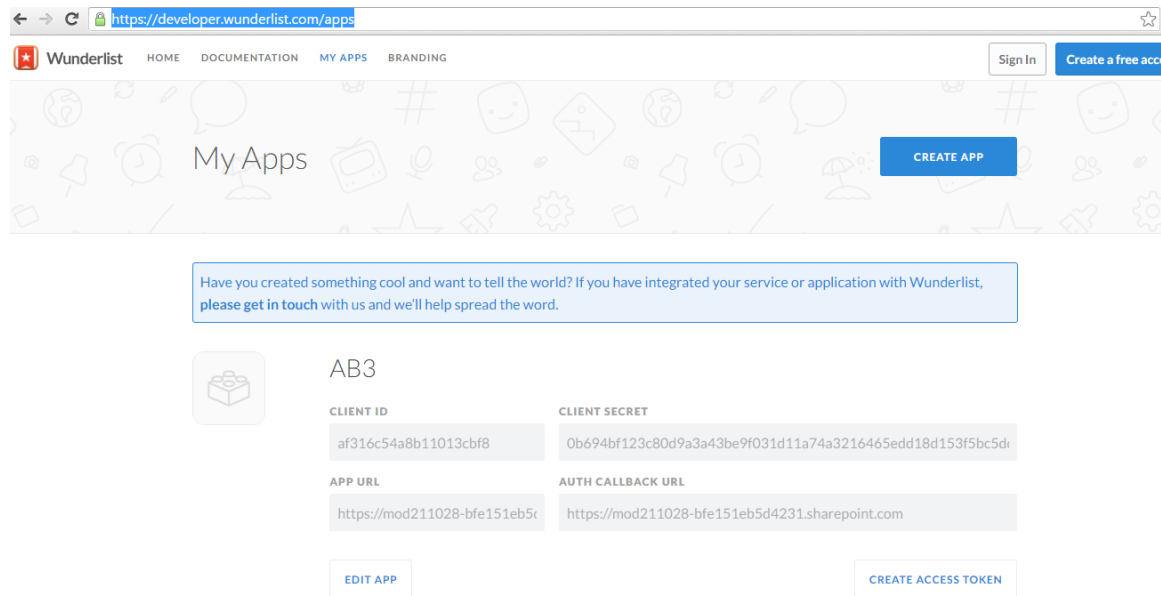 https://developer.wunderlist.com/apps
Wunderlist HOME DOCUMENTATION MY APPS BRANDING Sign In Create a free acc
My Apps CREATE APP
Have you created something cool and want to tell the world? If you have integrated your service or application with Wunderlist,
please get in touch with us and we'll help spread the word.
AB3
CLIENT ID CLIENT SECRET
af316c54a8b11013cbf8 0b694bf123c80d9a3a43be9f031d11a74a3216465edd18d153f5bc5d
APP URL AUTH CALLBACK URL
https://mod211028-bfe151eb5 https://mod211028-bfe151eb5d4231.sharepoint.com
EDIT APP CREATE ACCESS TOKEN